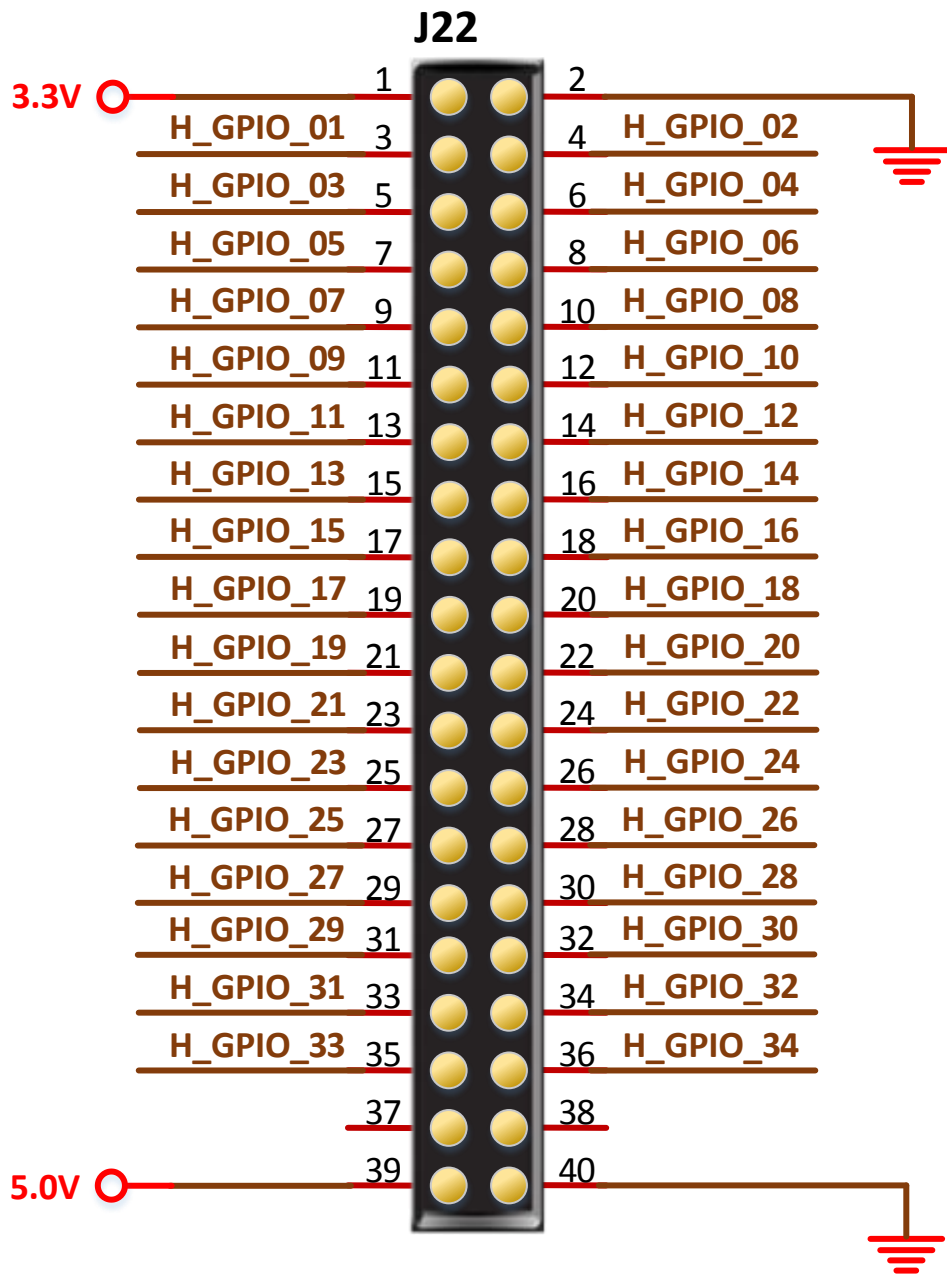 J22
3.3V 1 2
H_GPIO_01 3 4 H_GPIO_02
H_GPIO_03 5 6 H_GPIO_04
H_GPIO_05 7 8 H_GPIO_06
H_GPIO_07 9 10 H_GPIO_08
H_GPIO_09 11 12 H_GPIO_10
H_GPIO_11 13 14 H_GPIO_12
H_GPIO_13 15 16 H_GPIO_14
H_GPIO_15 17 18 H_GPIO_16
H_GPIO_17 19 20 H_GPIO_18
H_GPIO_19 21 22 H_GPIO_20
H_GPIO_21 23 24 H_GPIO_22
H_GPIO_23 25 26 H_GPIO_24
H_GPIO_25 27 28 H_GPIO_26
H_GPIO_27 29 30 H_GPIO_28
H_GPIO_29 31 32 H_GPIO_30
H_GPIO_31 33 34 H_GPIO_32
H_GPIO_33 35 36 H_GPIO_34
37 38
5.0V 39 40